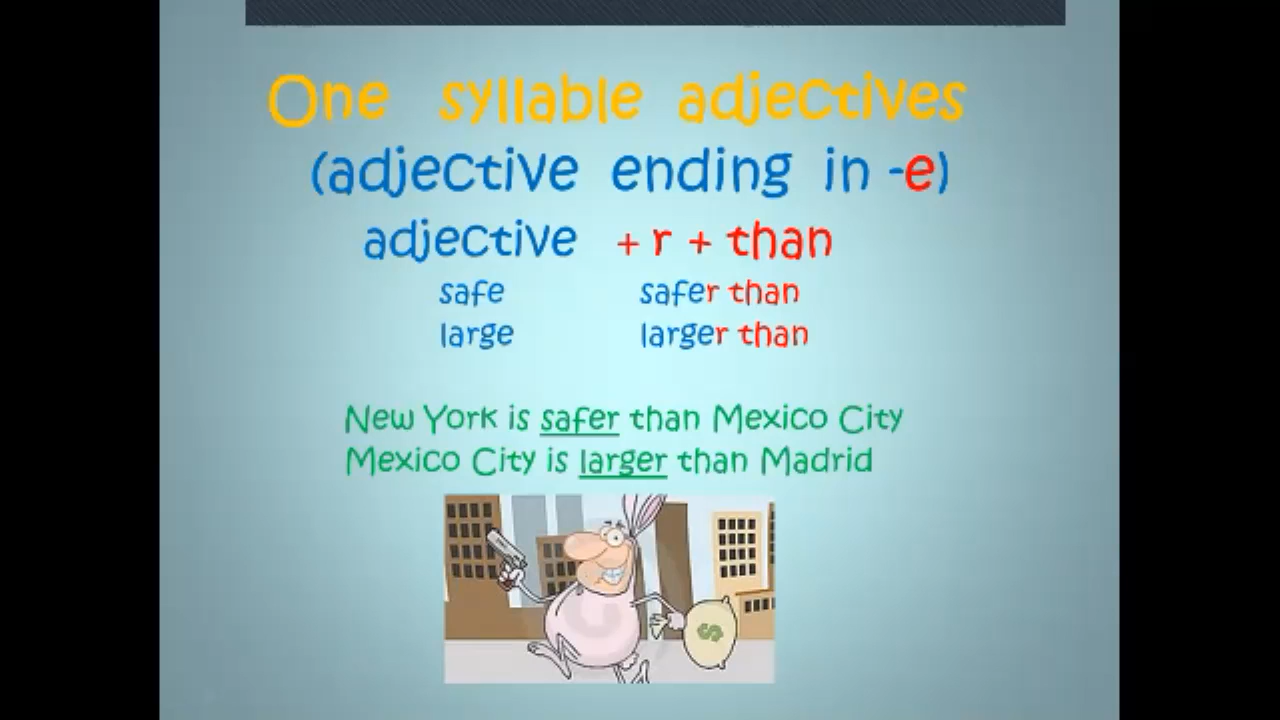 One syllable adjectives
(adjective ending in -e)
adjective + r + than
safe safer than
large larger than
New York is safer than Mexico City
Mexico City is larger than Madrid
$